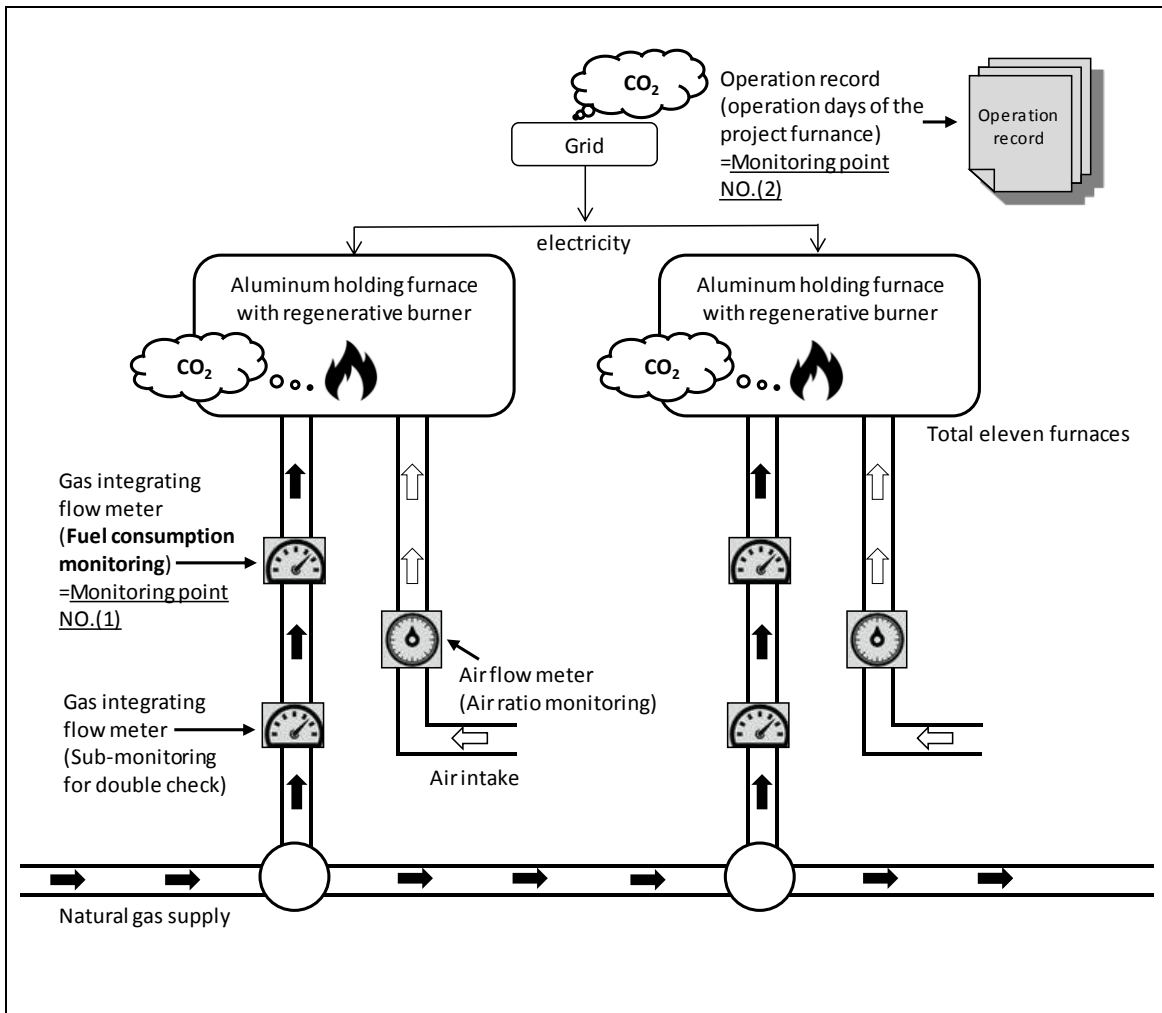 CO₂
Grid
Operation record
(operation days of the
project furnance)
=Monitoring point
NO.(2)
Operation
record
electricity
Aluminum holding furnace
with regenerative burner
CO₂
Aluminum holding furnace
with regenerative burner
CO₂
Total eleven furnaces
Gas integrating
flow meter
(Fuel consumption
monitoring)
=Monitoring point
NO.(1)
Air flow meter
(Air ratio monitoring)
Gas integrating
flow meter
(Sub-monitoring
for double check)
Air intake
Natural gas supply